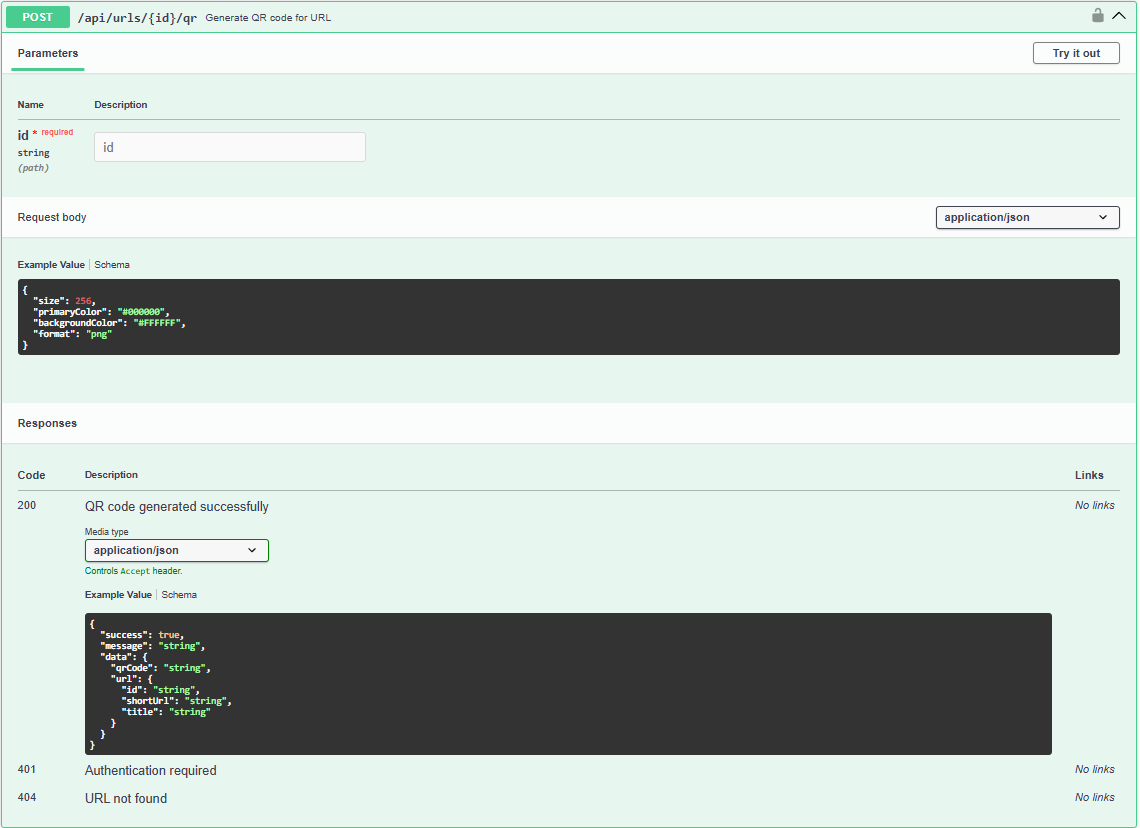 POST /api/urls/{id}/qr Generate QR code for URL
Parameters
Try it out
Name Description
id * required
string
(path)
id
Request body
application/json
Example Value Schema
{
  "size": 256,
  "primaryColor": "#000000",
  "backgroundColor": "#FFFFFF",
  "format": "png"
}
Responses
Code Description Links
200 QR code generated successfully No links
Media type
application/json
Controls Accept header.
Example Value Schema
{
  "success": true,
  "message": "string",
  "data": {
    "qrCode": "string",
    "url": {
      "id": "string",
      "shortUrl": "string",
      "title": "string"
    }
  }
}
401 Authentication required No links
404 URL not found No links